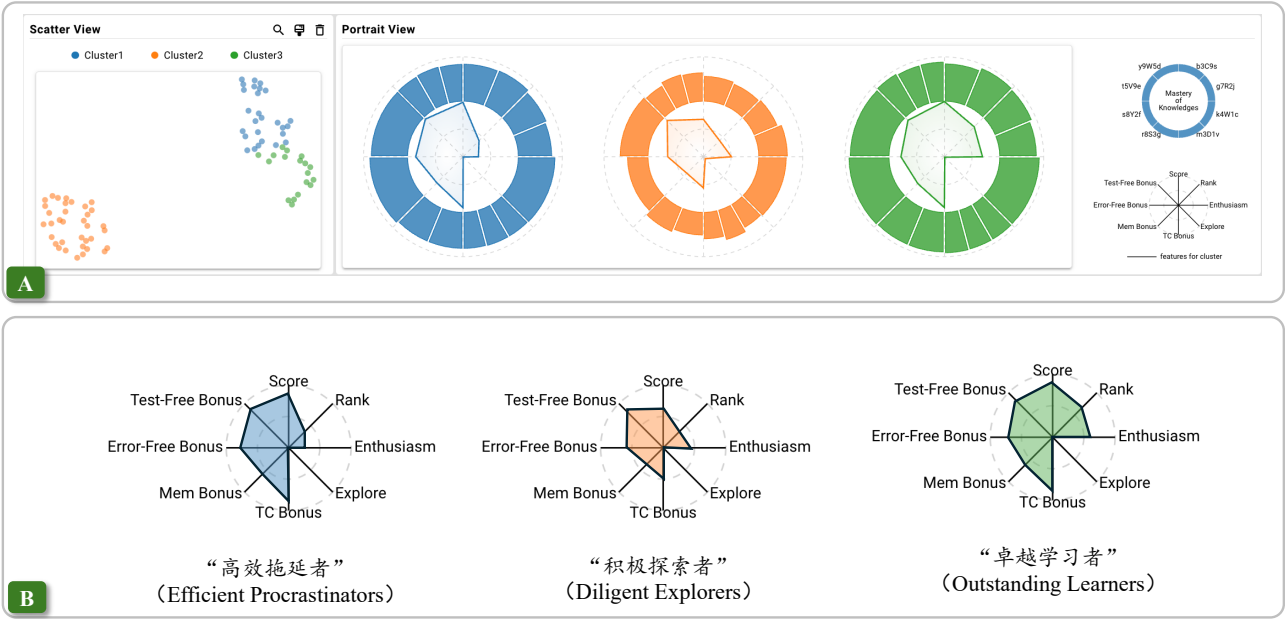 Scatter View
Cluster1 Cluster2 Cluster3
Portrait View
y9W5d b3C9s
t5V9e g7R2j
s8Y2f k4W1c
r8S3g m3D1v
Mastery
of
Knowledges
Score
Test-Free Bonus Rank
Error-Free Bonus Enthusiasm
Mem Bonus Explore
TC Bonus
features for cluster
A
Score
Test-Free Bonus Rank
Error-Free Bonus Enthusiasm
Mem Bonus Explore
TC Bonus
“高效拖延者”
（Efficient Procrastinators）
Score
Test-Free Bonus Rank
Error-Free Bonus Enthusiasm
Mem Bonus Explore
TC Bonus
“积极探索者”
（Diligent Explorers）
Score
Test-Free Bonus Rank
Error-Free Bonus Enthusiasm
Mem Bonus Explore
TC Bonus
“卓越学习者”
（Outstanding Learners）
B